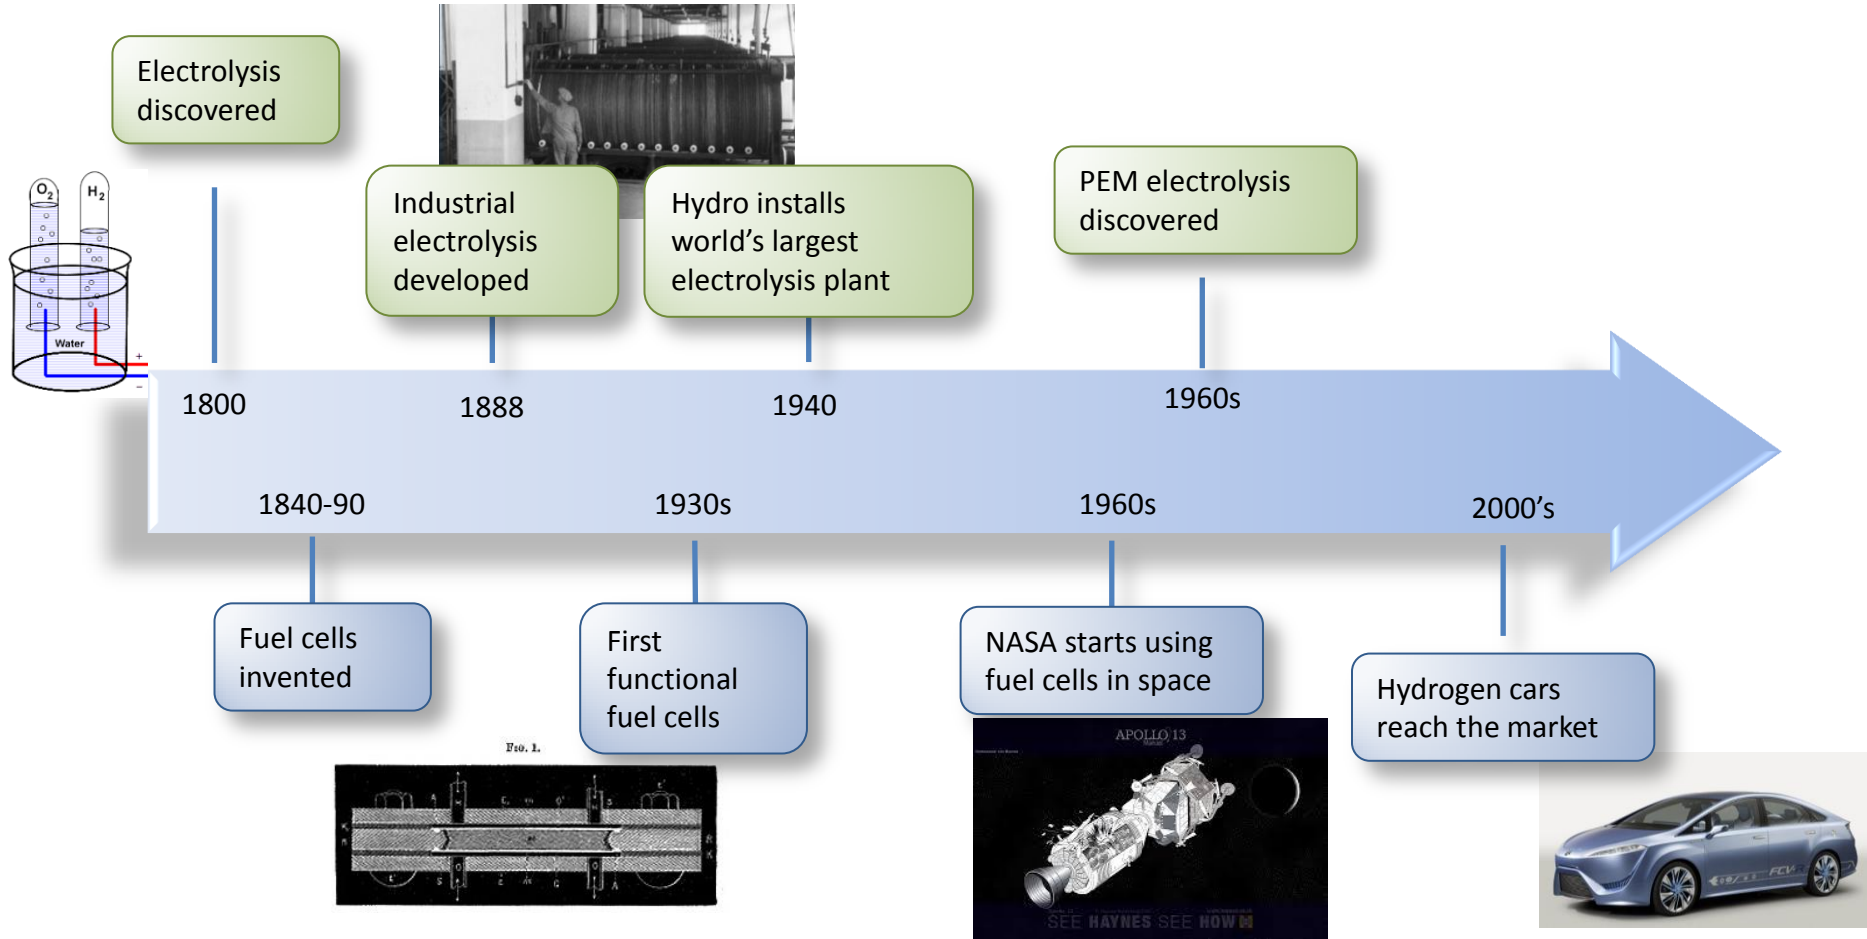 Electrolysis
discovered
O2
H2
Water
+
–
Industrial
electrolysis
developed
Hydro installs
world's largest
electrolysis plant
PEM electrolysis
discovered
1800
1888
1940
1960s
1840-90
1930s
1960s
2000's
Fuel cells
invented
First
functional
fuel cells
NASA starts using
fuel cells in space
Hydrogen cars
reach the market
FIG. 1.
APOLLO 13
SEE HAYNES SEE HOW
FCV-R